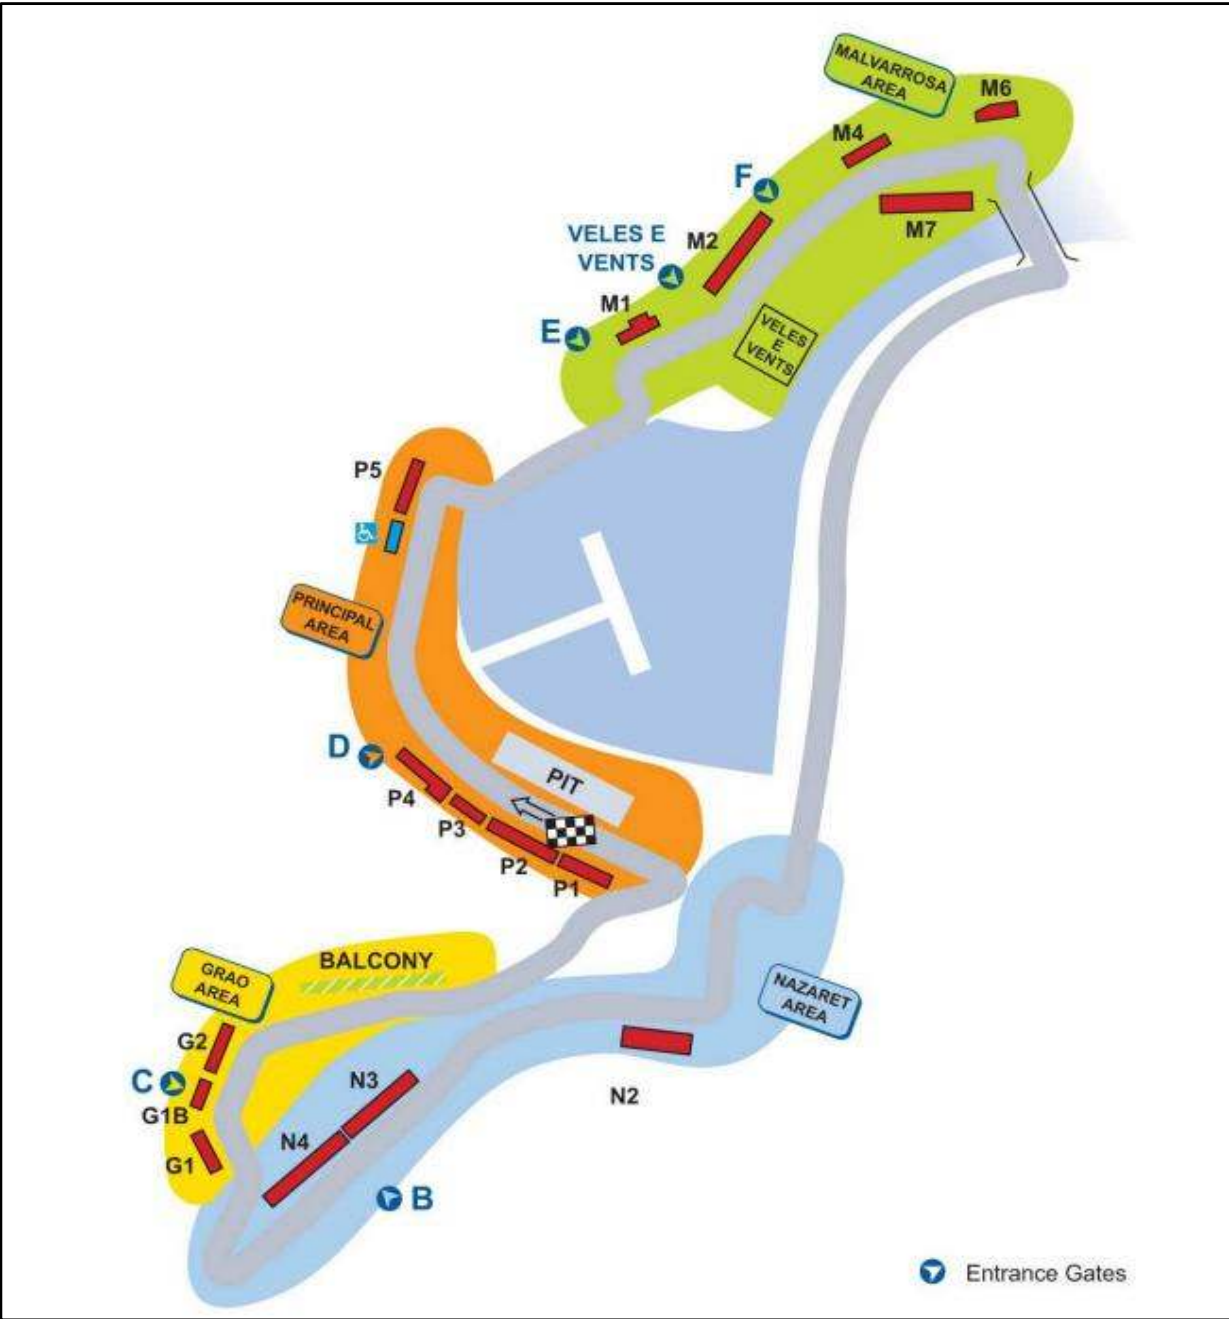 MALVARROSA
AREA
M6
M4
F
M7
VELES E
VENTS
M2
M1
E
VELES
E
VENTS
P5
PRINCIPAL
AREA
D
PIT
P4
P3
P2
P1
BALCONY
GRAO
AREA
NAZARET
AREA
G2
C
G1B
G1
N3
N4
N2
B
Entrance Gates